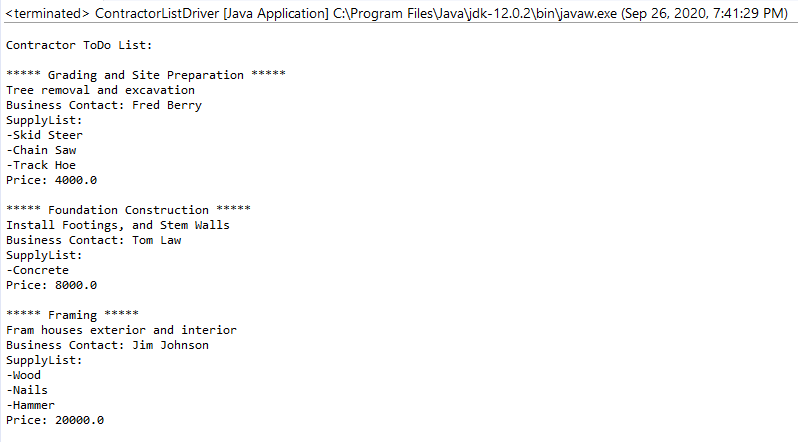 <terminated> ContractorListDriver [Java Application] C:\Program Files\Java\jdk-12.0.2\bin\javaw.exe (Sep 26, 2020, 7:41:29 PM)
Contractor ToDo List:
***** Grading and Site Preparation *****
Tree removal and excavation
Business Contact: Fred Berry
SupplyList:
-Skid Steer
-Chain Saw
-Track Hoe
Price: 4000.0
***** Foundation Construction *****
Install Footings, and Stem Walls
Business Contact: Tom Law
SupplyList:
-Concrete
Price: 8000.0
***** Framing *****
Fram houses exterior and interior
Business Contact: Jim Johnson
SupplyList:
-Wood
-Nails
-Hammer
Price: 20000.0